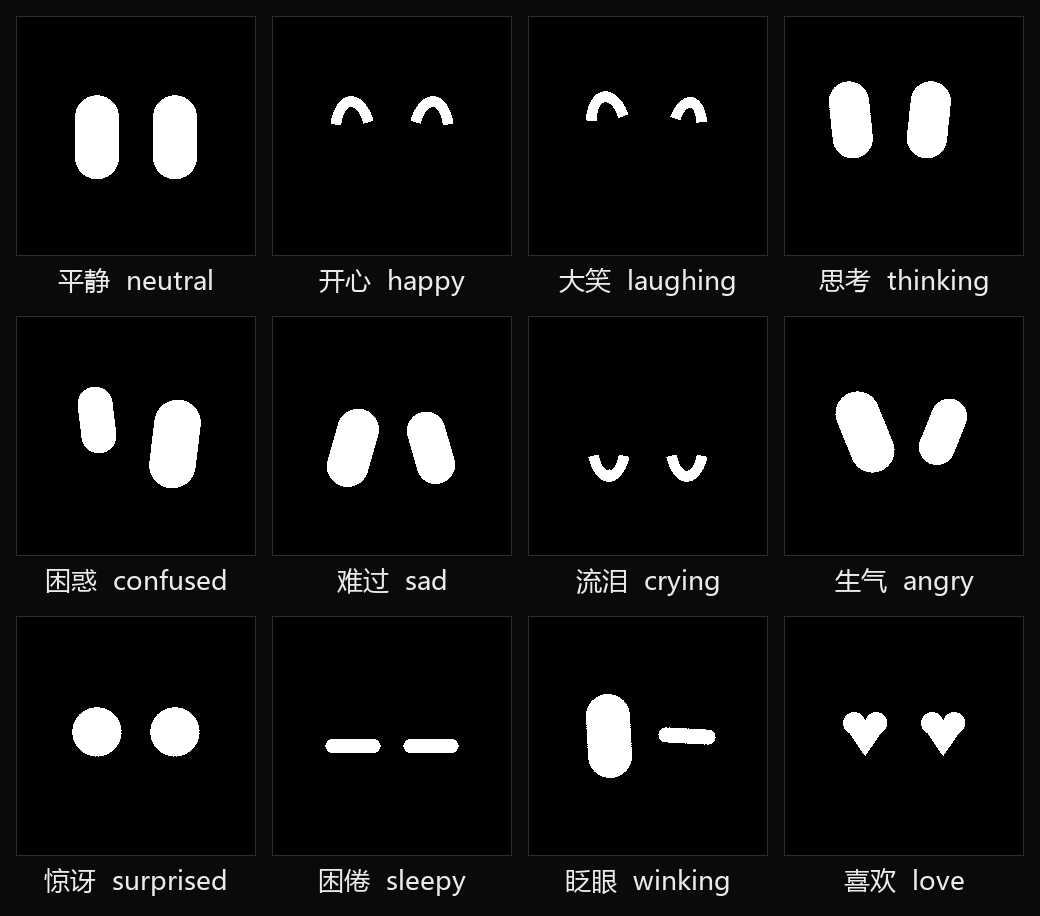 平静 neutral
开心 happy
大笑 laughing
思考 thinking
困惑 confused
难过 sad
流泪 crying
生气 angry
惊讶 surprised
困倦 sleepy
眨眼 winking
喜欢 love